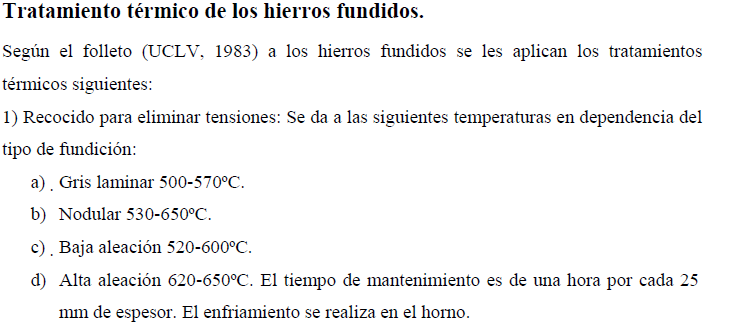 Tratamiento térmico de los hierros fundidos.
Según el folleto (UCLV, 1983) a los hierros fundidos se les aplican los tratamientos
térmicos siguientes:
1) Recocido para eliminar tensiones: Se da a las siguientes temperaturas en dependencia del
tipo de fundición:
a) . Gris laminar 500-570ºC.
b) Nodular 530-650ºC.
c) . Baja aleación 520-600ºC.
d) Alta aleación 620-650ºC. El tiempo de mantenimiento es de una hora por cada 25
mm de espesor. El enfriamiento se realiza en el horno.